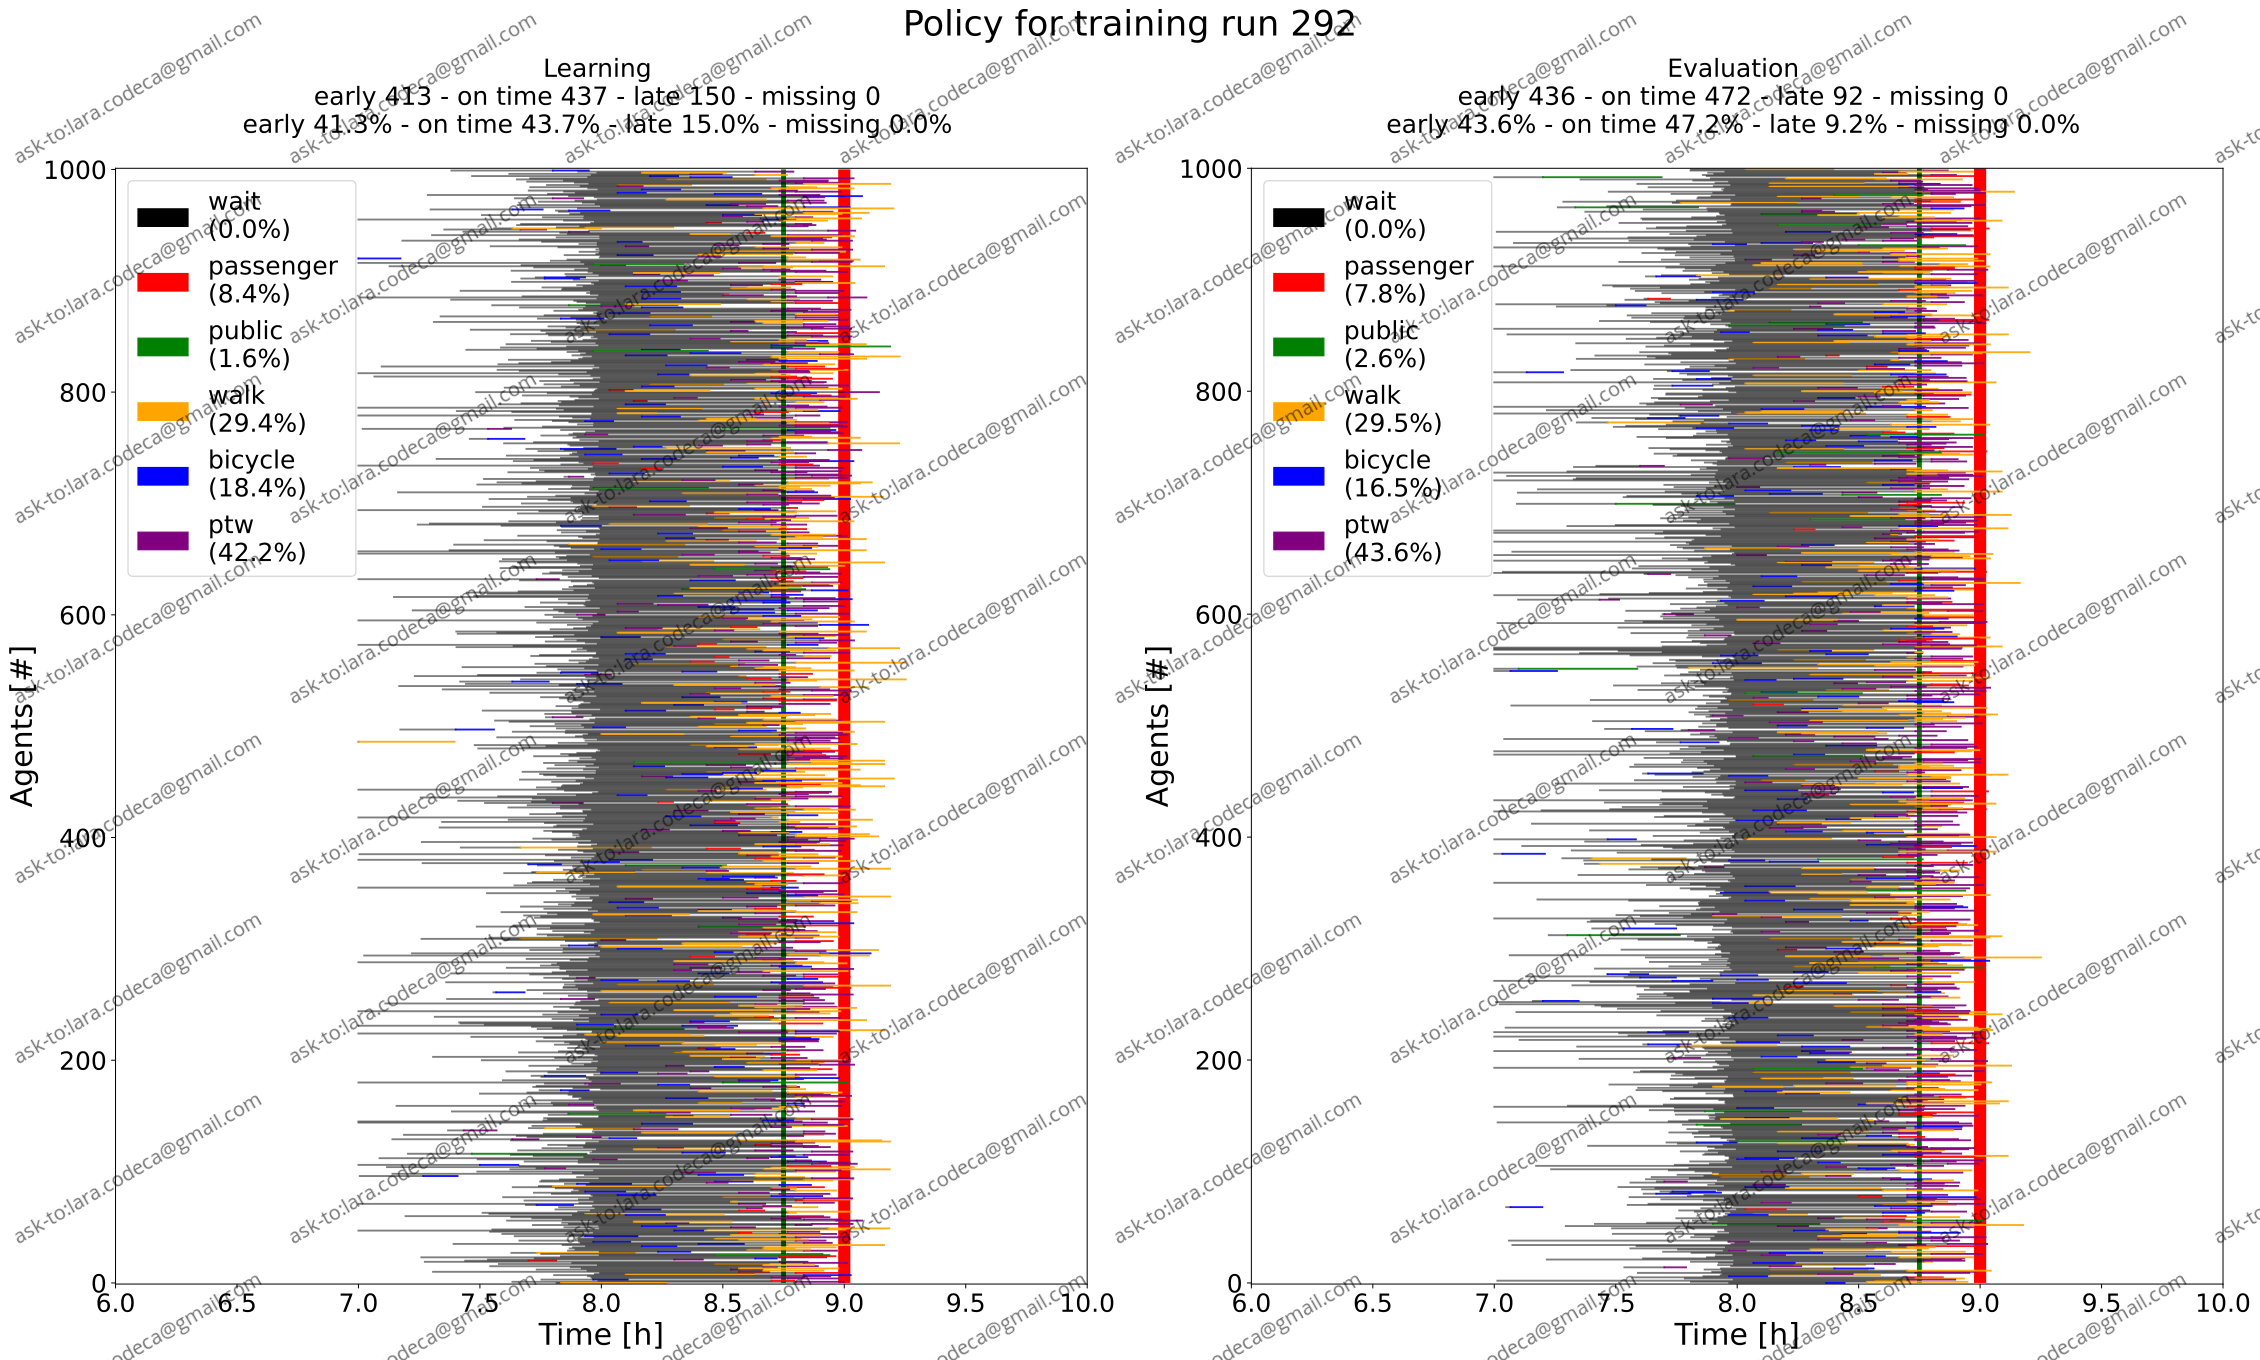 Policy for training run 292
Learning
early 413 - on time 437 - late 150 - missing 0
early 41.3% - on time 43.7% - late 15.0% - missing 0.0%
1000
800
600
400
200
0
Agents [#]
wait
(0.0%)
passenger
(8.4%)
public
(1.6%)
walk
(29.4%)
bicycle
(18.4%)
ptw
(42.2%)
6.0 6.5 7.0 7.5 8.0 8.5 9.0 9.5 10.0
Time [h]
Evaluation
early 436 - on time 472 - late 92 - missing 0
early 43.6% - on time 47.2% - late 9.2% - missing 0.0%
1000
800
600
400
200
0
Agents [#]
wait
(0.0%)
passenger
(7.8%)
public
(2.6%)
walk
(29.5%)
bicycle
(16.5%)
ptw
(43.6%)
6.0 6.5 7.0 7.5 8.0 8.5 9.0 9.5 10.0
Time [h]
ask-to:lara.codeca@gmail.com